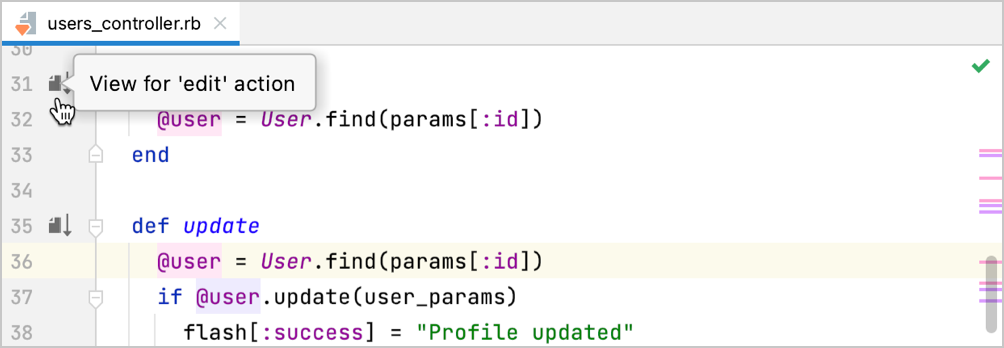 users_controller.rb
30
31 View for 'edit' action
32 @user = User.find(params[:id])
33 end
34
35 def update
36 @user = User.find(params[:id])
37 if @user.update(user_params)
38 flash[:success] = "Profile updated"